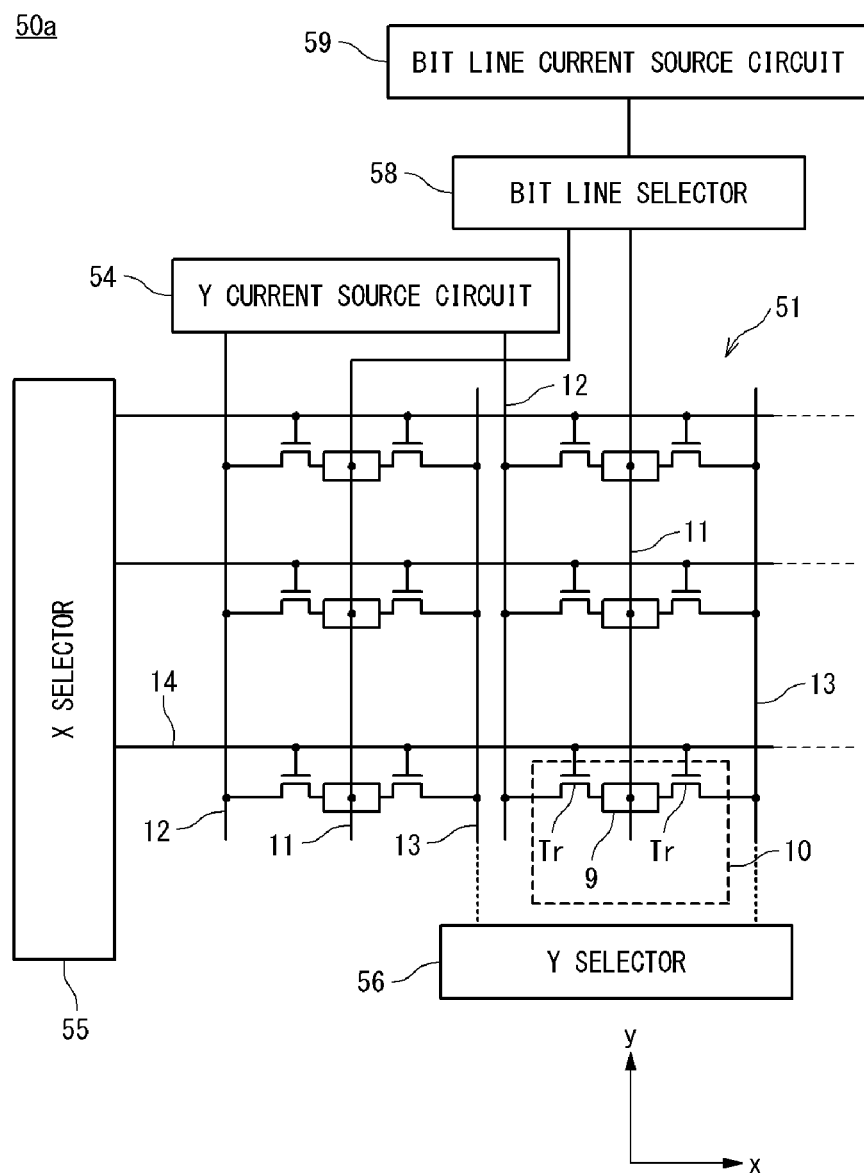 50a
59
BIT LINE CURRENT SOURCE CIRCUIT
58
BIT LINE SELECTOR
54
Y CURRENT SOURCE CIRCUIT
51
12
11
X SELECTOR
14
13
12
11
13
Tr
9
Tr
10
56
Y SELECTOR
55
y
x